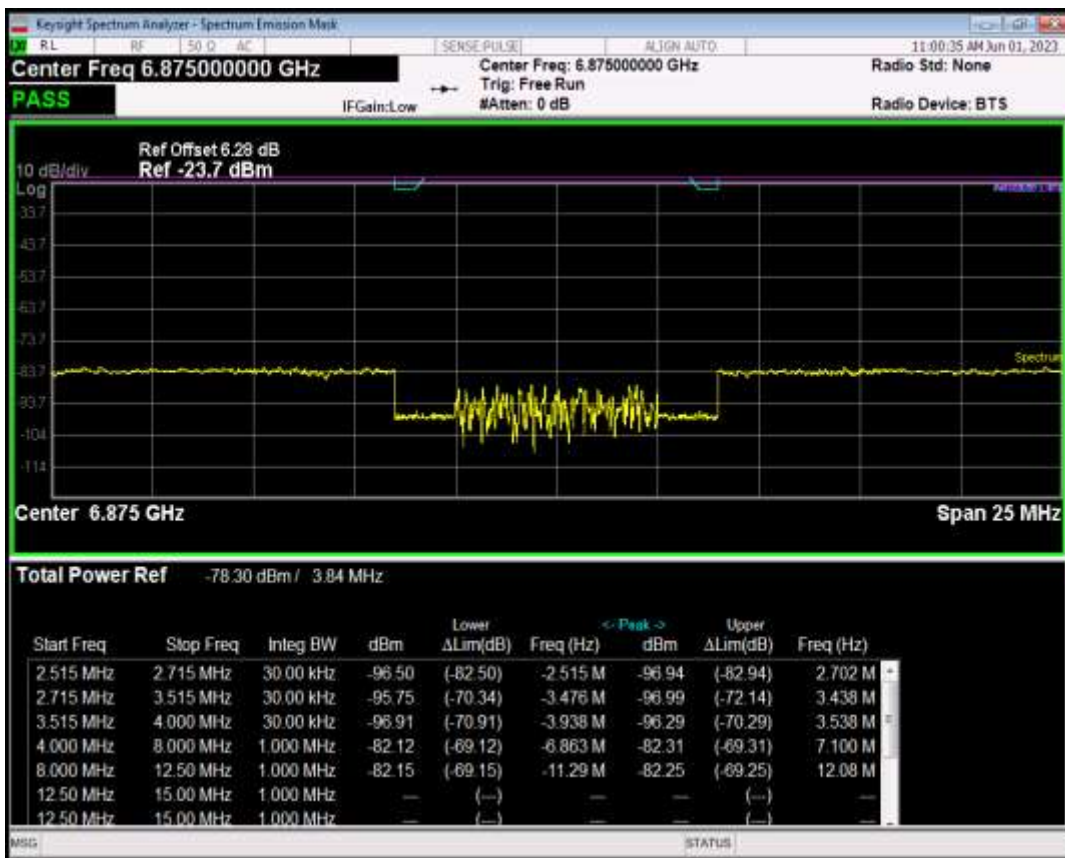 Keysight Spectrum Analyzer - Spectrum Emission Mask
LXI RL RF 50 Ω AC SENSE:PULSE ALIGN AUTO 11:00:35 AM Jun 01, 2023
Center Freq 6.875000000 GHz Center Freq: 6.875000000 GHz Radio Std: None
Trig: Free Run
PASS IFGain:Low #Atten: 0 dB Radio Device: BTS
Ref Offset 6.28 dB
10 dB/div Ref -23.7 dBm
Log
-33.7
-43.7
-53.7
-63.7
-73.7
Spectrum
-83.7
-93.7
-104
-114
Center 6.875 GHz Span 25 MHz
Total Power Ref -78.30 dBm / 3.84 MHz
Lower <- Peak -> Upper
Start Freq Stop Freq Integ BW dBm ΔLim(dB) Freq (Hz) dBm ΔLim(dB) Freq (Hz)
2.515 MHz 2.715 MHz 30.00 kHz -96.50 (-82.50) -2.515 M -96.94 (-82.94) 2.702 M
2.715 MHz 3.515 MHz 30.00 kHz -95.75 (-70.34) -3.476 M -96.99 (-72.14) 3.438 M
3.515 MHz 4.000 MHz 30.00 kHz -96.91 (-70.91) -3.938 M -96.29 (-70.29) 3.538 M
4.000 MHz 8.000 MHz 1.000 MHz -82.12 (-69.12) -6.863 M -82.31 (-69.31) 7.100 M
8.000 MHz 12.50 MHz 1.000 MHz -82.15 (-69.15) -11.29 M -82.25 (-69.25) 12.08 M
12.50 MHz 15.00 MHz 1.000 MHz --- (---) --- --- (---) ---
12.50 MHz 15.00 MHz 1.000 MHz --- (---) --- --- (---) ---
MSG STATUS